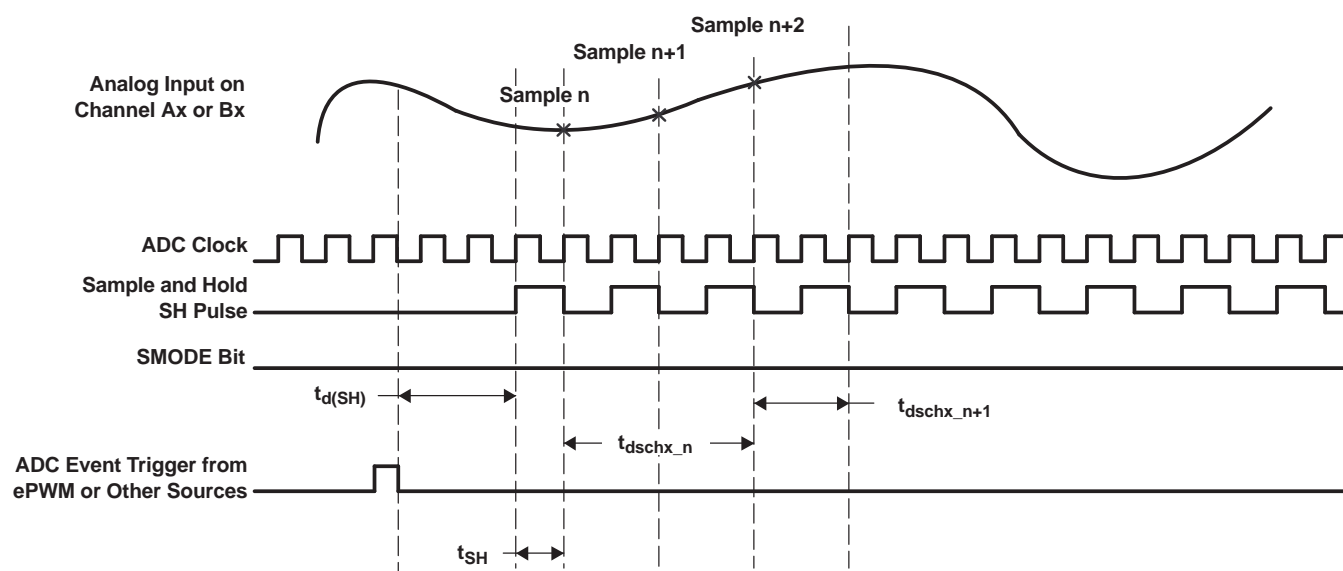 Sample n+2
Sample n+1
Analog Input on
Channel Ax or Bx
Sample n
ADC Clock
Sample and Hold
SH Pulse
SMODE Bit
td(SH)
tdschx_n+1
tdschx_n
ADC Event Trigger from
ePWM or Other Sources
tSH